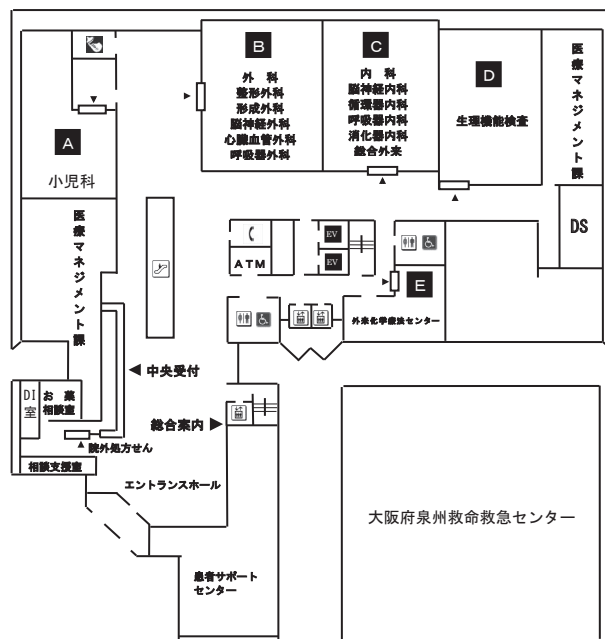 A
小児科
B
外 科
整形外科
形成外科
脳神経外科
心臓血管外科
呼吸器外科
C
内 科
脳神経内科
循環器内科
呼吸器内科
消化器内科
総合外来
D
生理機能検査
医療マネジメント課
DS
医療マネジメント課
ATM
EV
EV
E
外来化学療法センター
中央受付
DI
室
お 薬
相談室
院外処方せん
相談支援室
総合案内
エントランスホール
患者サポート
センター
大阪府泉州救命救急センター